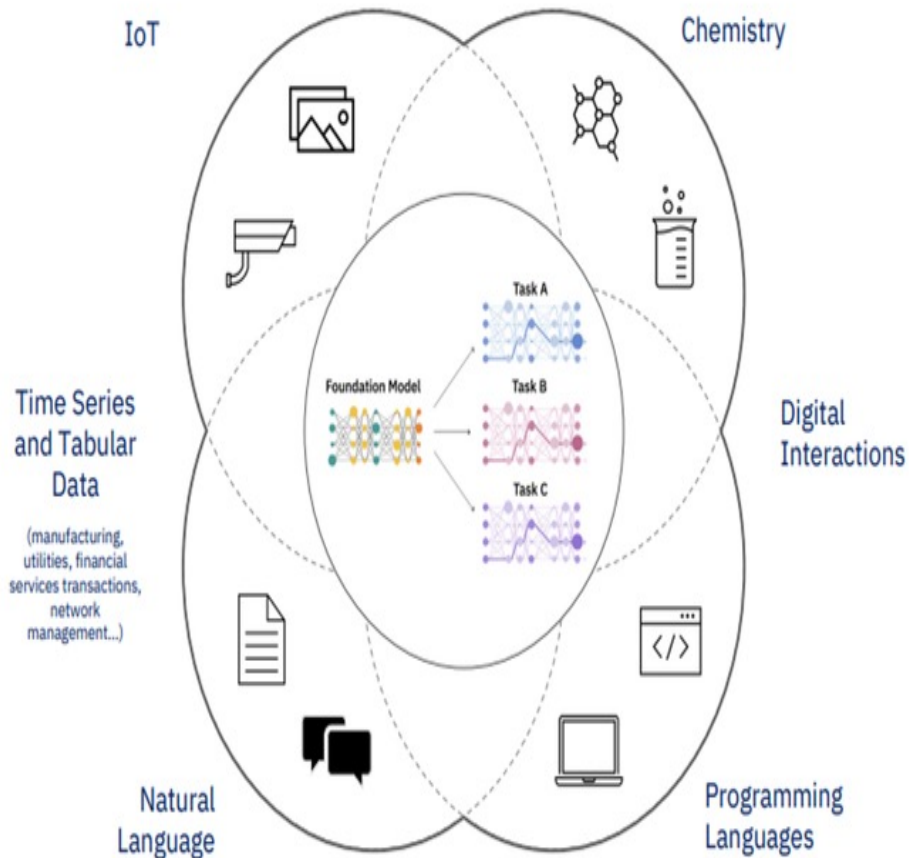 IoT
Chemistry
Task A
Foundation Model
Task B
Task C
Time Series
and Tabular
Data
(manufacturing,
utilities, financial
services transactions,
network
management...)
Digital
Interactions
</>
Natural
Language
Programming
Languages